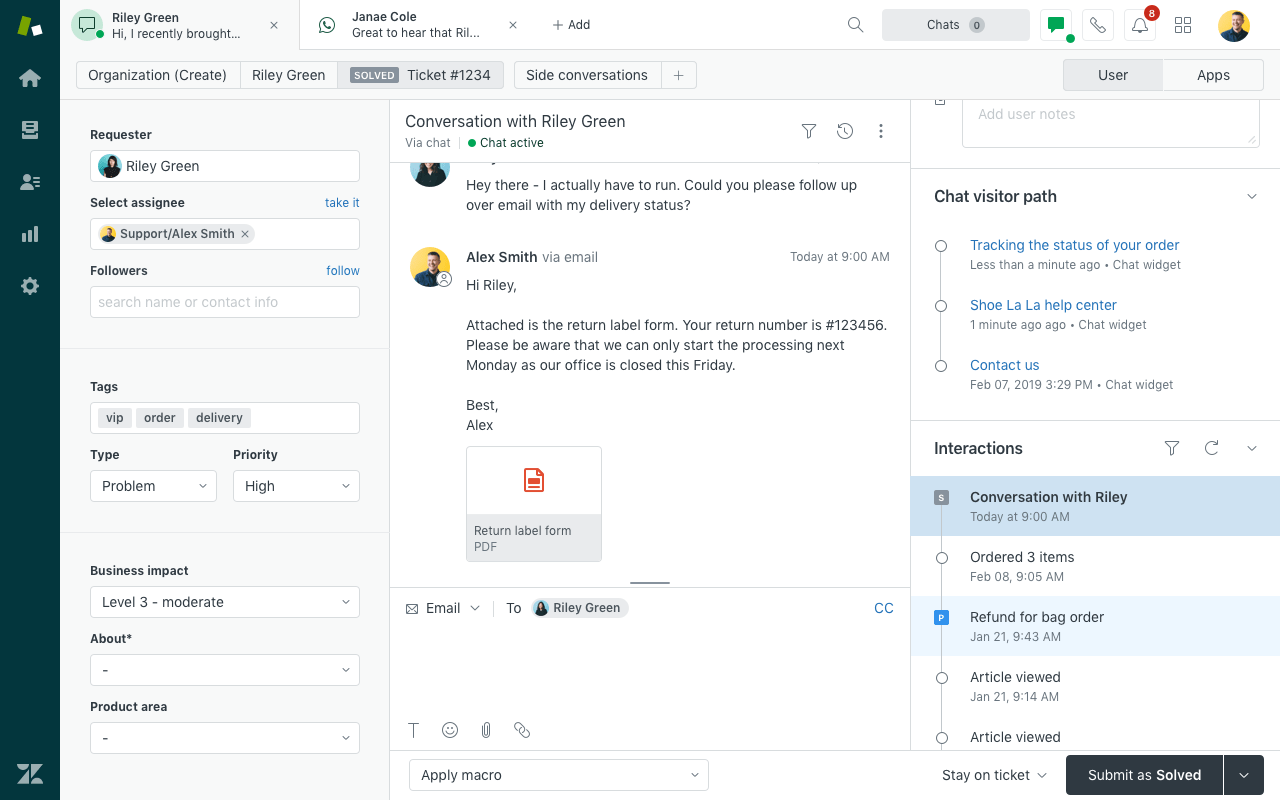 Riley Green
Hi, I recently brought...
Janae Cole
Great to hear that Ril...
+ Add
Chats 0
8
Organization (Create)
Riley Green
SOLVED Ticket #1234
Side conversations
+
User
Apps
Requester
Riley Green
Select assignee
take it
Support/Alex Smith ×
Followers
follow
search name or contact info
Tags
vip order delivery
Type
Priority
Problem
High
Business impact
Level 3 - moderate
About*
-
Product area
-
Conversation with Riley Green
Via chat
Chat active
Hey there - I actually have to run. Could you please follow up
over email with my delivery status?
Alex Smith via email
Today at 9:00 AM
Hi Riley,
Attached is the return label form. Your return number is #123456.
Please be aware that we can only start the processing next
Monday as our office is closed this Friday.
Best,
Alex
Return label form
PDF
Email
To Riley Green
CC
T
Apply macro
Add user notes
Chat visitor path
Tracking the status of your order
Less than a minute ago • Chat widget
Shoe La La help center
1 minute ago ago • Chat widget
Contact us
Feb 07, 2019 3:29 PM • Chat widget
Interactions
S Conversation with Riley
Today at 9:00 AM
Ordered 3 items
Feb 08, 9:05 AM
P Refund for bag order
Jan 21, 9:43 AM
Article viewed
Jan 21, 9:14 AM
Article viewed
Stay on ticket
Submit as Solved